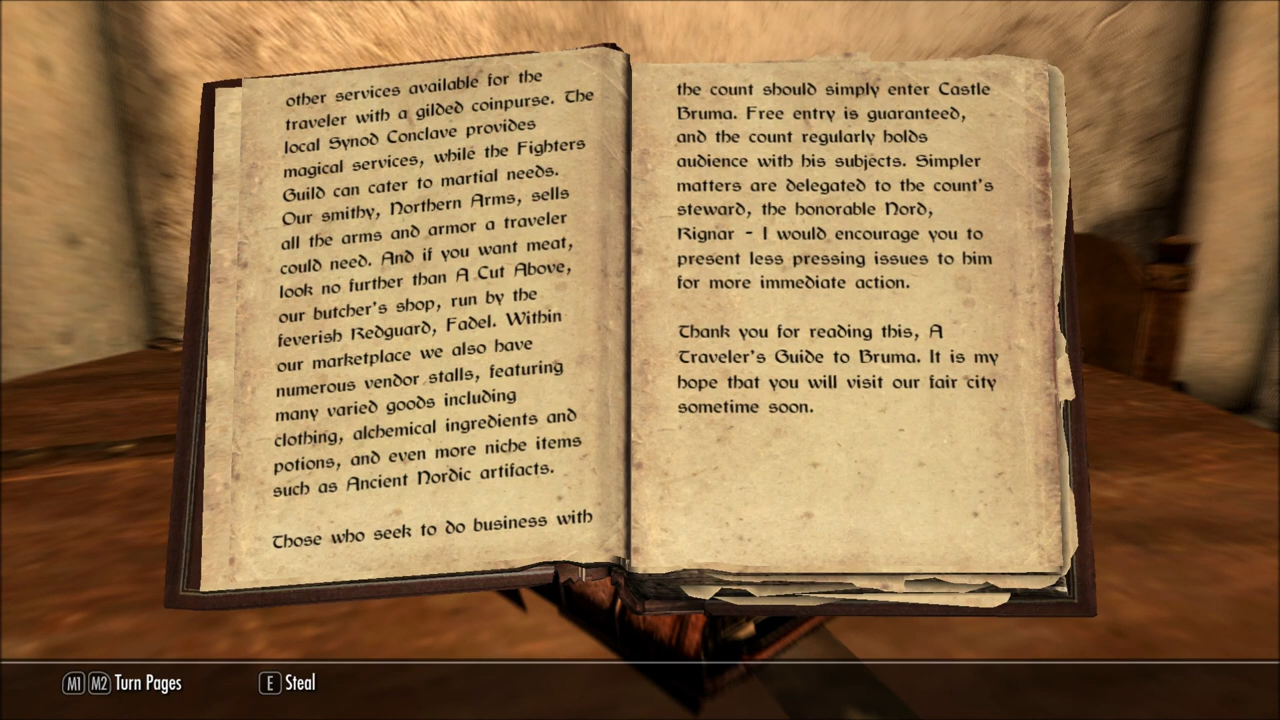 other services available for the
traveler with a gilded coinpurse. The
local Synod Conclave provides
magical services, while the Fighters
Guild can cater to martial needs.
Our smithy, Northern Arms, sells
all the arms and armor a traveler
could need. And if you want meat,
look no further than A Cut Above,
our butcher's shop, run by the
feverish Redguard, Fadel. Within
our marketplace we also have
numerous vendor stalls, featuring
many varied goods including
clothing, alchemical ingredients and
potions, and even more niche items
such as Ancient Nordic artifacts.
Those who seek to do business with
the count should simply enter Castle
Bruma. Free entry is guaranteed,
and the count regularly holds
audience with his subjects. Simpler
matters are delegated to the count's
steward, the honorable Nord,
Rignar - I would encourage you to
present less pressing issues to him
for more immediate action.
Thank you for reading this, A
Traveler's Guide to Bruma. It is my
hope that you will visit our fair city
sometime soon.
M1 M2 Turn Pages
E Steal